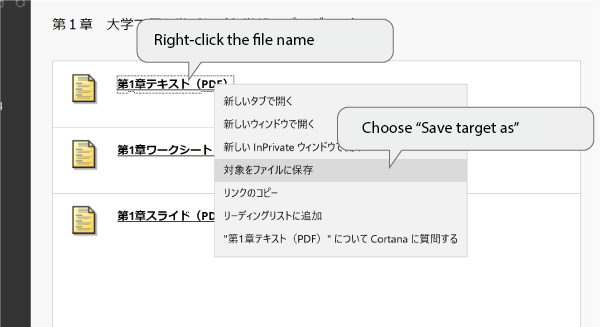 第１章 大学
Right-click the file name
第1章テキスト（PDF）
新しいタブで開く
新しいウィンドウで開く
Choose “Save target as”
新しい InPrivate ウィンドウで開く
第1章ワークシート
対象をファイルに保存
リンクのコピー
第1章スライド（PD
リーディングリストに追加
"第1章テキスト（PDF）" について Cortana に質問する